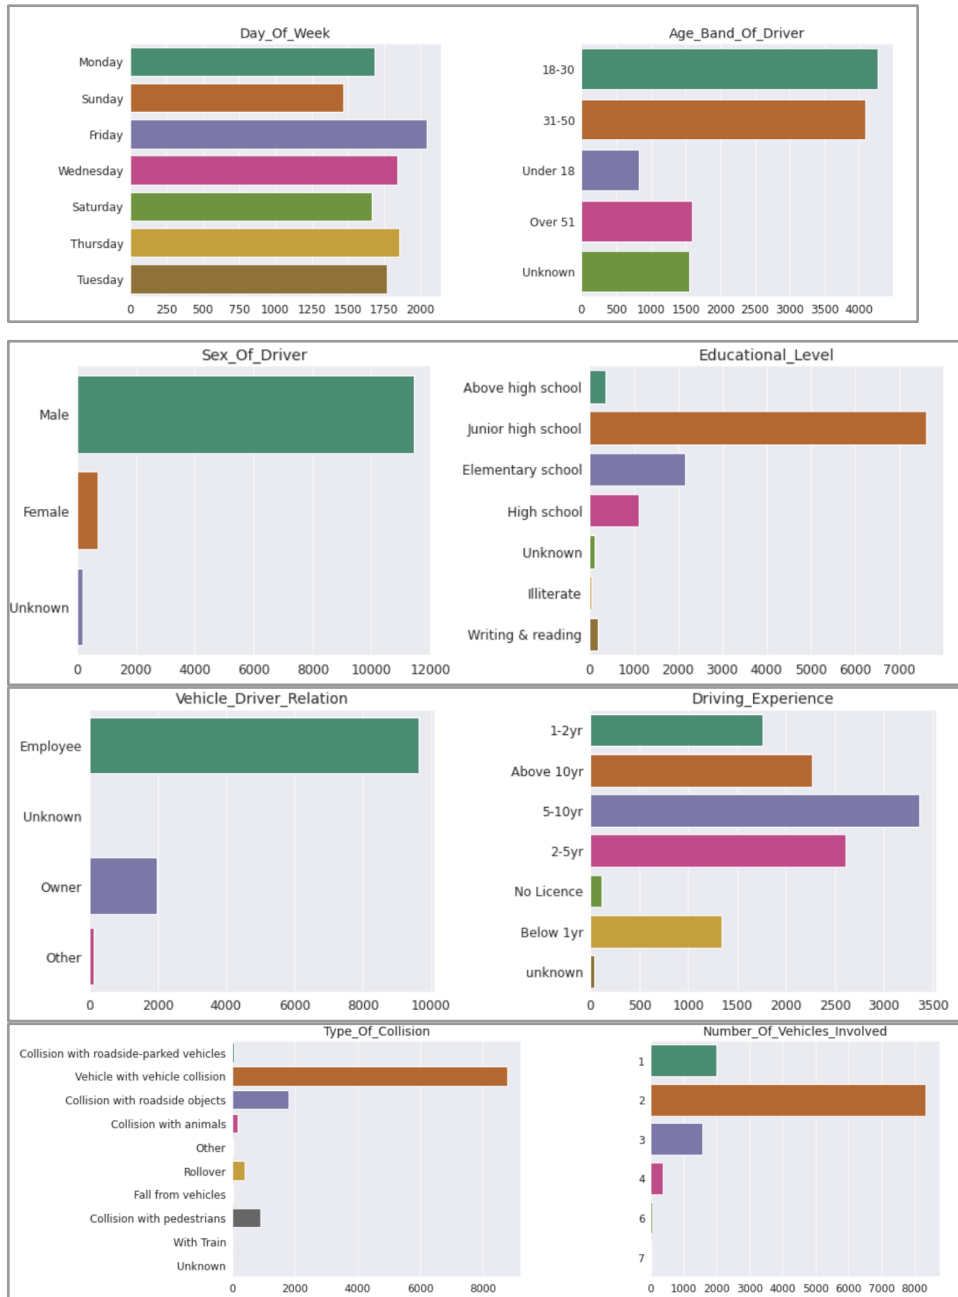 Day_Of_Week
Monday
Sunday
Friday
Wednesday
Saturday
Thursday
Tuesday
0 250 500 750 1000 1250 1500 1750 2000
Age_Band_Of_Driver
18-30
31-50
Under 18
Over 51
Unknown
0 500 1000 1500 2000 2500 3000 3500 4000
Sex_Of_Driver
Male
Female
Unknown
0 2000 4000 6000 8000 10000 12000
Educational_Level
Above high school
Junior high school
Elementary school
High school
Unknown
Illiterate
Writing & reading
0 1000 2000 3000 4000 5000 6000 7000
Vehicle_Driver_Relation
Employee
Unknown
Owner
Other
0 2000 4000 6000 8000 10000
Driving_Experience
1-2yr
Above 10yr
5-10yr
2-5yr
No Licence
Below 1yr
unknown
0 500 1000 1500 2000 2500 3000 3500
Type_Of_Collision
Collision with roadside-parked vehicles
Vehicle with vehicle collision
Collision with roadside objects
Collision with animals
Other
Rollover
Fall from vehicles
Collision with pedestrians
With Train
Unknown
0 2000 4000 6000 8000
Number_Of_Vehicles_Involved
1
2
3
4
6
7
0 1000 2000 3000 4000 5000 6000 7000 8000